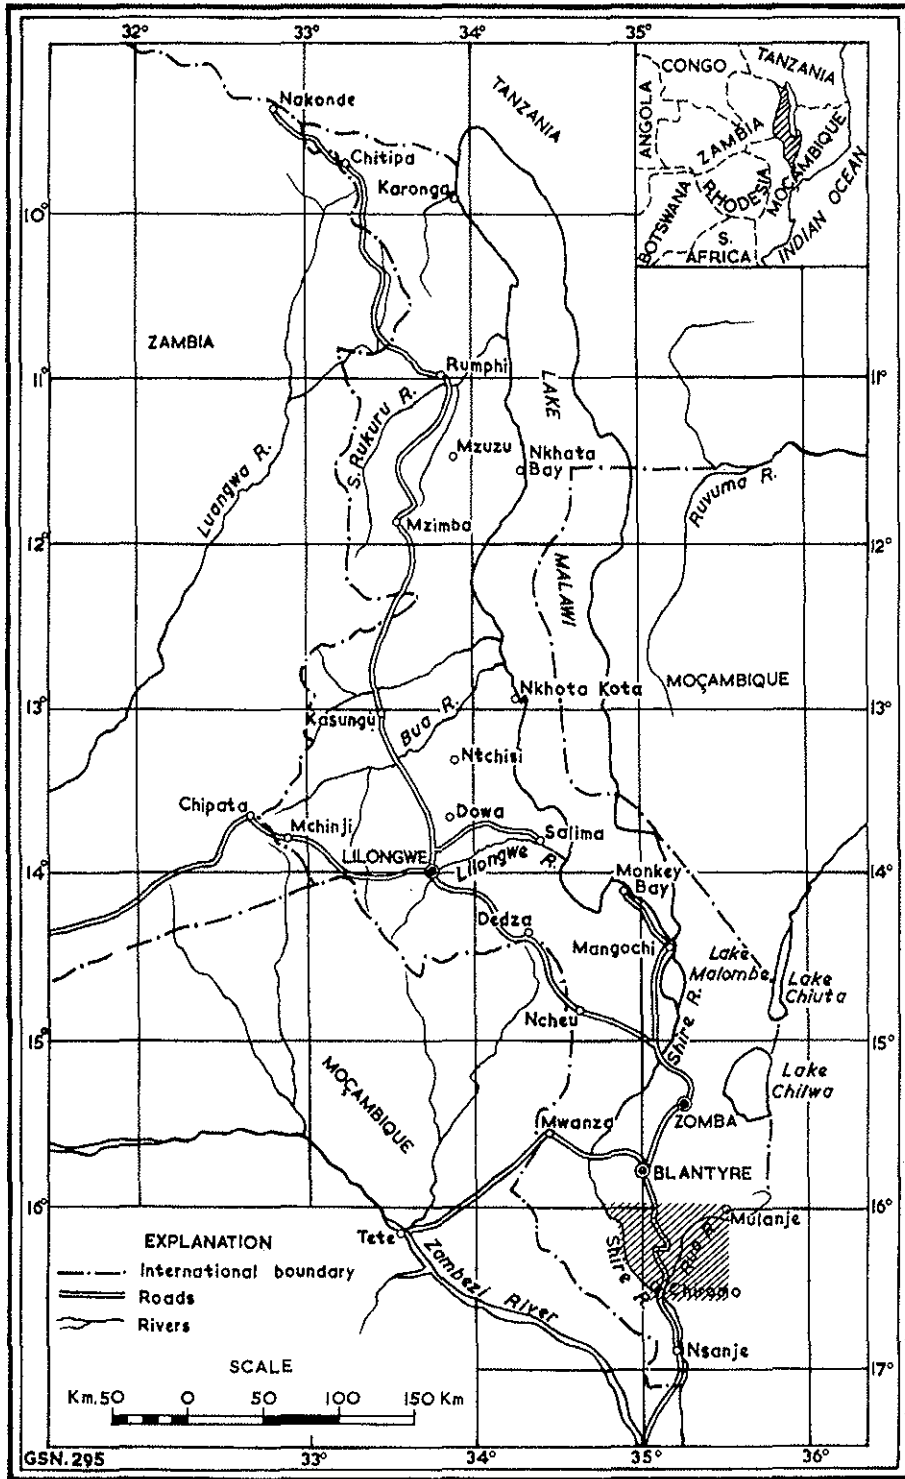 32° 33° 34° 35°
CONGO
TANZANIA
ANGOLA
ZAMBIA
RHODESIA
MOÇAMBIQUE
BOTSWANA
S. AFRICA
INDIAN OCEAN
TANZANIA
Nakonde
Chitipa
Karonga
10°
ZAMBIA
Rumphi
11° 11°
LAKE
S. Rukuru R.
Mzuzu
Nkhata Bay
Luangwa R.
Ruvuma R.
Mzimba
12° 12°
MALAWI
MOÇAMBIQUE
Nkhota Kota
13° 13°
Kasungu
Bua R.
Ntchisi
Chipata
Dowa
Mchinji
Salima
LILONGWE
Lilongwe R.
14° 14°
Monkey Bay
Dedza
Mangochi
Lake Malombe
Lake Chiuta
Ncheu
Shire R.
15° 15°
MOÇAMBIQUE
Lake Chilwa
ZOMBA
Mwanza
BLANTYRE
16° 16°
Mulanje
Tete
Shire R.
Ruo R.
Chiromo
Zambezi River
Nsanje
17° 17°
EXPLANATION
International boundary
Roads
Rivers
SCALE
Km. 50 0 50 100 150 Km
GSN. 295
33° 34° 35° 36°